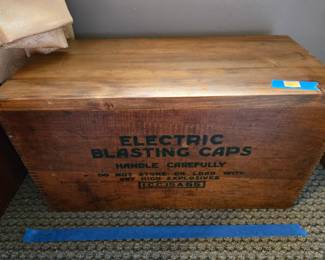 ELECTRIC
BLASTING CAPS
HANDLE CAREFULLY
DO NOT STORE OR LOAD WITH
ANY HIGH EXPLOSIVES